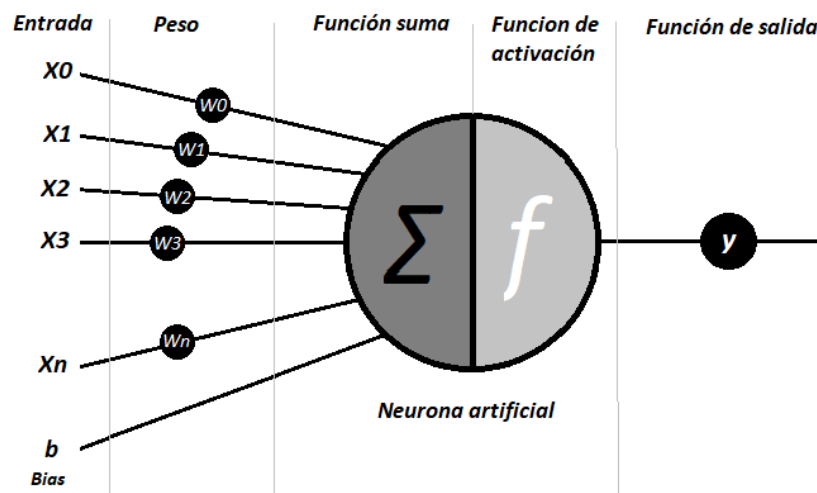 Entrada
Peso
Función suma
Funcion de
activación
Función de salida
X0
W0
X1
W1
X2
W2
X3
W3
Σ
f
y
Xn
Wn
Neurona artificial
b
Bias